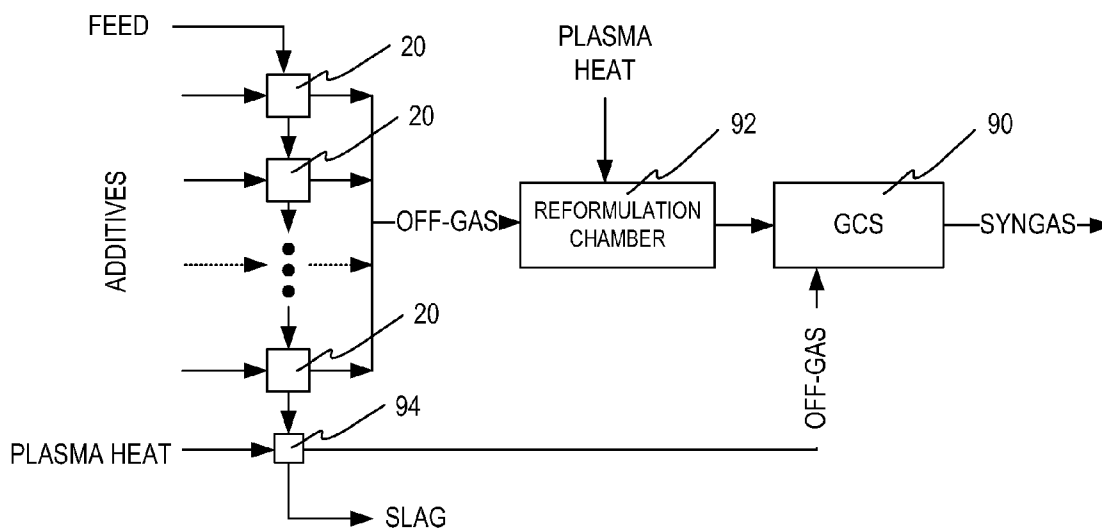 FEED
20
PLASMA
HEAT
20
92
90
ADDITIVES
OFF-GAS
REFORMULATION
CHAMBER
GCS
SYNGAS
20
OFF-GAS
94
PLASMA HEAT
SLAG